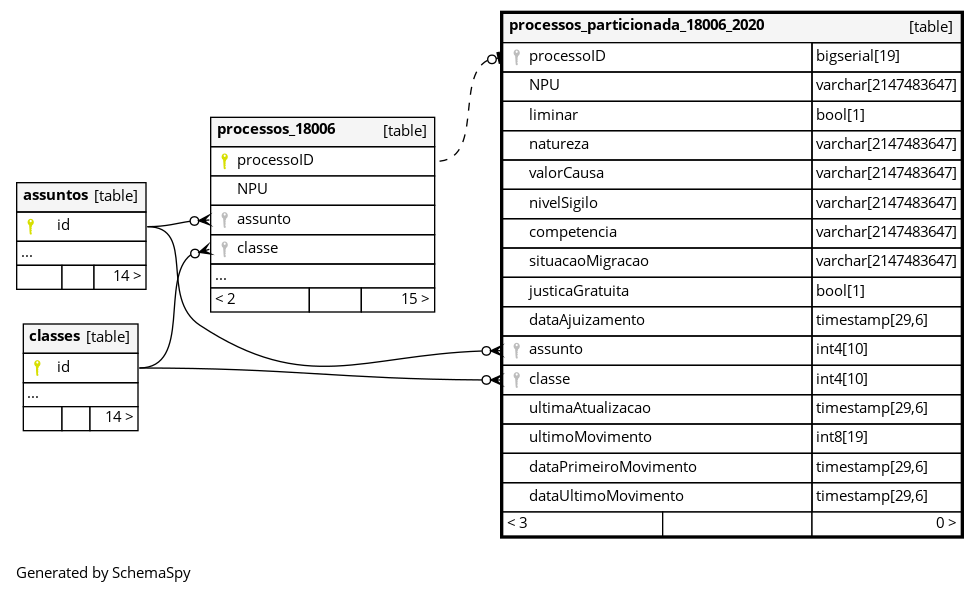 processos_particionada_18006_2020 [table]
processoID bigserial[19]
NPU varchar[2147483647]
liminar bool[1]
natureza varchar[2147483647]
valorCausa varchar[2147483647]
nivelSigilo varchar[2147483647]
competencia varchar[2147483647]
situacaoMigracao varchar[2147483647]
justicaGratuita bool[1]
dataAjuizamento timestamp[29,6]
assunto int4[10]
classe int4[10]
ultimaAtualizacao timestamp[29,6]
ultimoMovimento int8[19]
dataPrimeiroMovimento timestamp[29,6]
dataUltimoMovimento timestamp[29,6]
< 3 0 >
processos_18006 [table]
processoID
NPU
assunto
classe
...
< 2 15 >
assuntos [table]
id
...
14 >
classes [table]
id
...
14 >
Generated by SchemaSpy